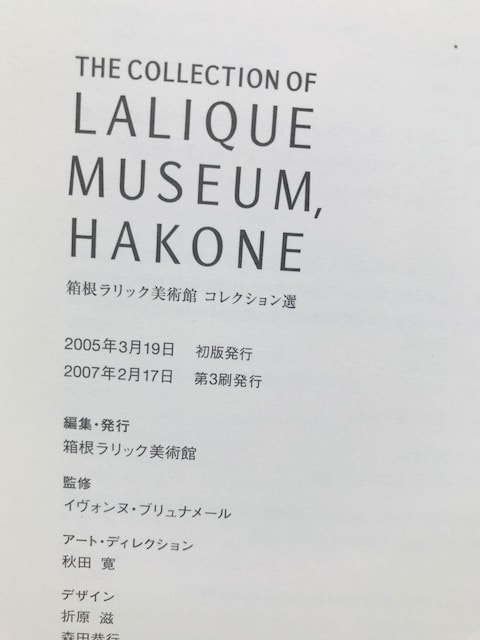 THE COLLECTION OF
LALIQUE
MUSEUM,
HAKONE
箱根ラリック美術館 コレクション選
2005年3月19日 初版発行
2007年2月17日 第3刷発行
編集・発行
箱根ラリック美術館
監修
イヴォンヌ・ブリュナメール
アート・ディレクション
秋田 寛
デザイン
折原 滋
森田恭行